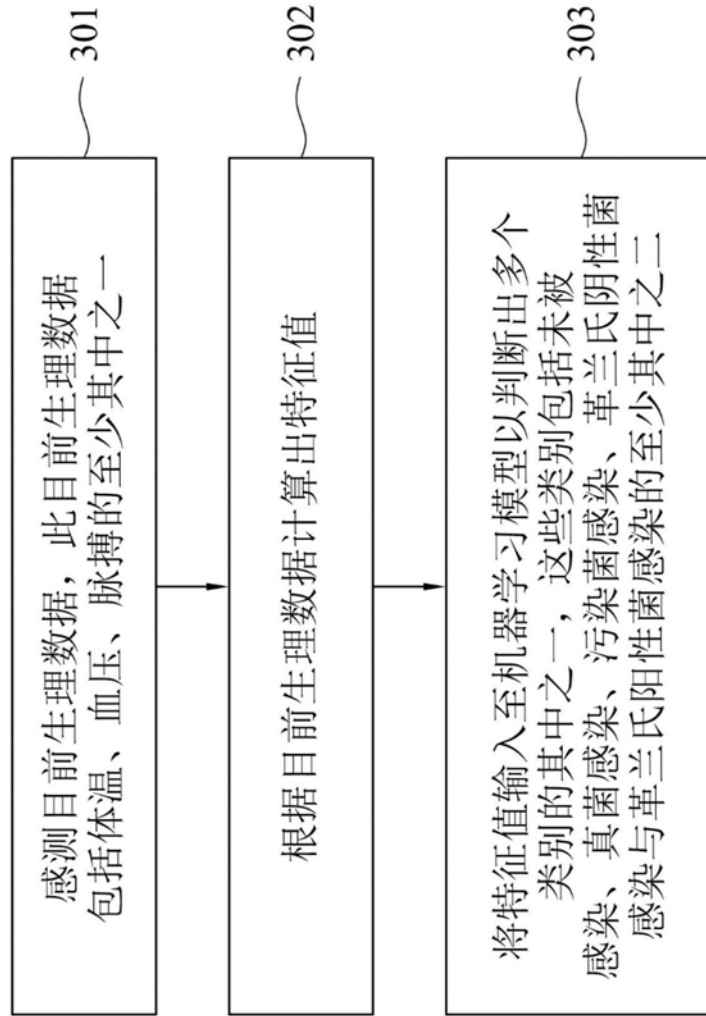 301
感测目前生理数据，此目前生理数据
包括体温、血压、脉搏的至少其中之一
302
根据目前生理数据计算出特征值
303
将特征值输入至机器学习模型以判断出多个
类别的其中之一，这些类别包括未被
感染、真菌感染、污染菌感染、革兰氏阴性菌
感染与革兰氏阳性菌感染的至少其中之二